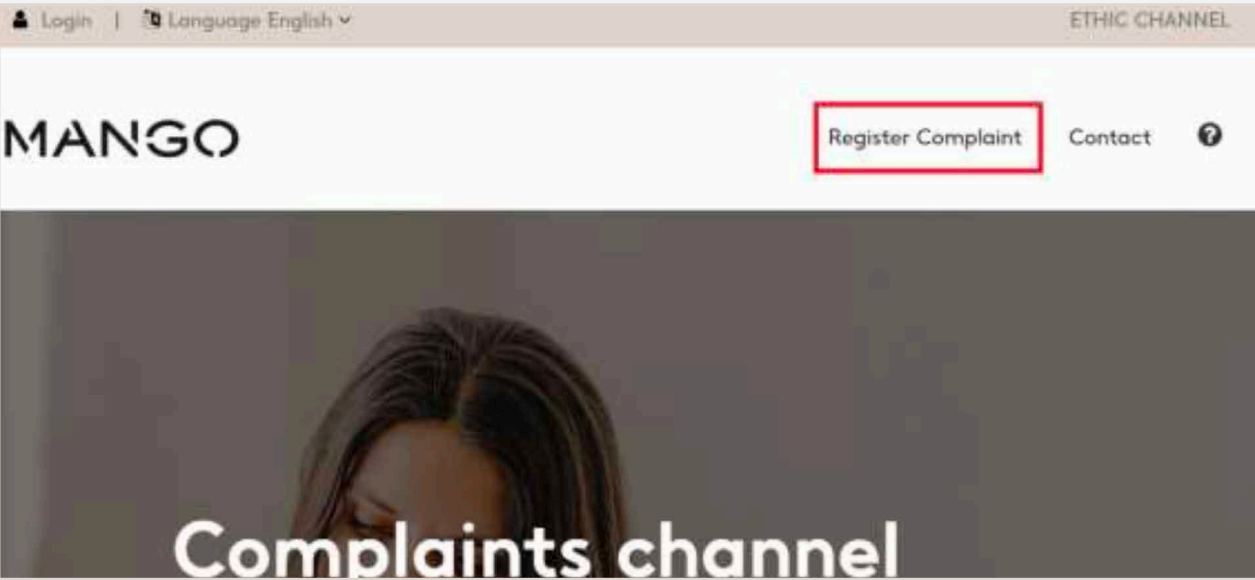 Login | Language English
ETHIC CHANNEL
MANGO
Register Complaint
Contact
?
Complaints channel